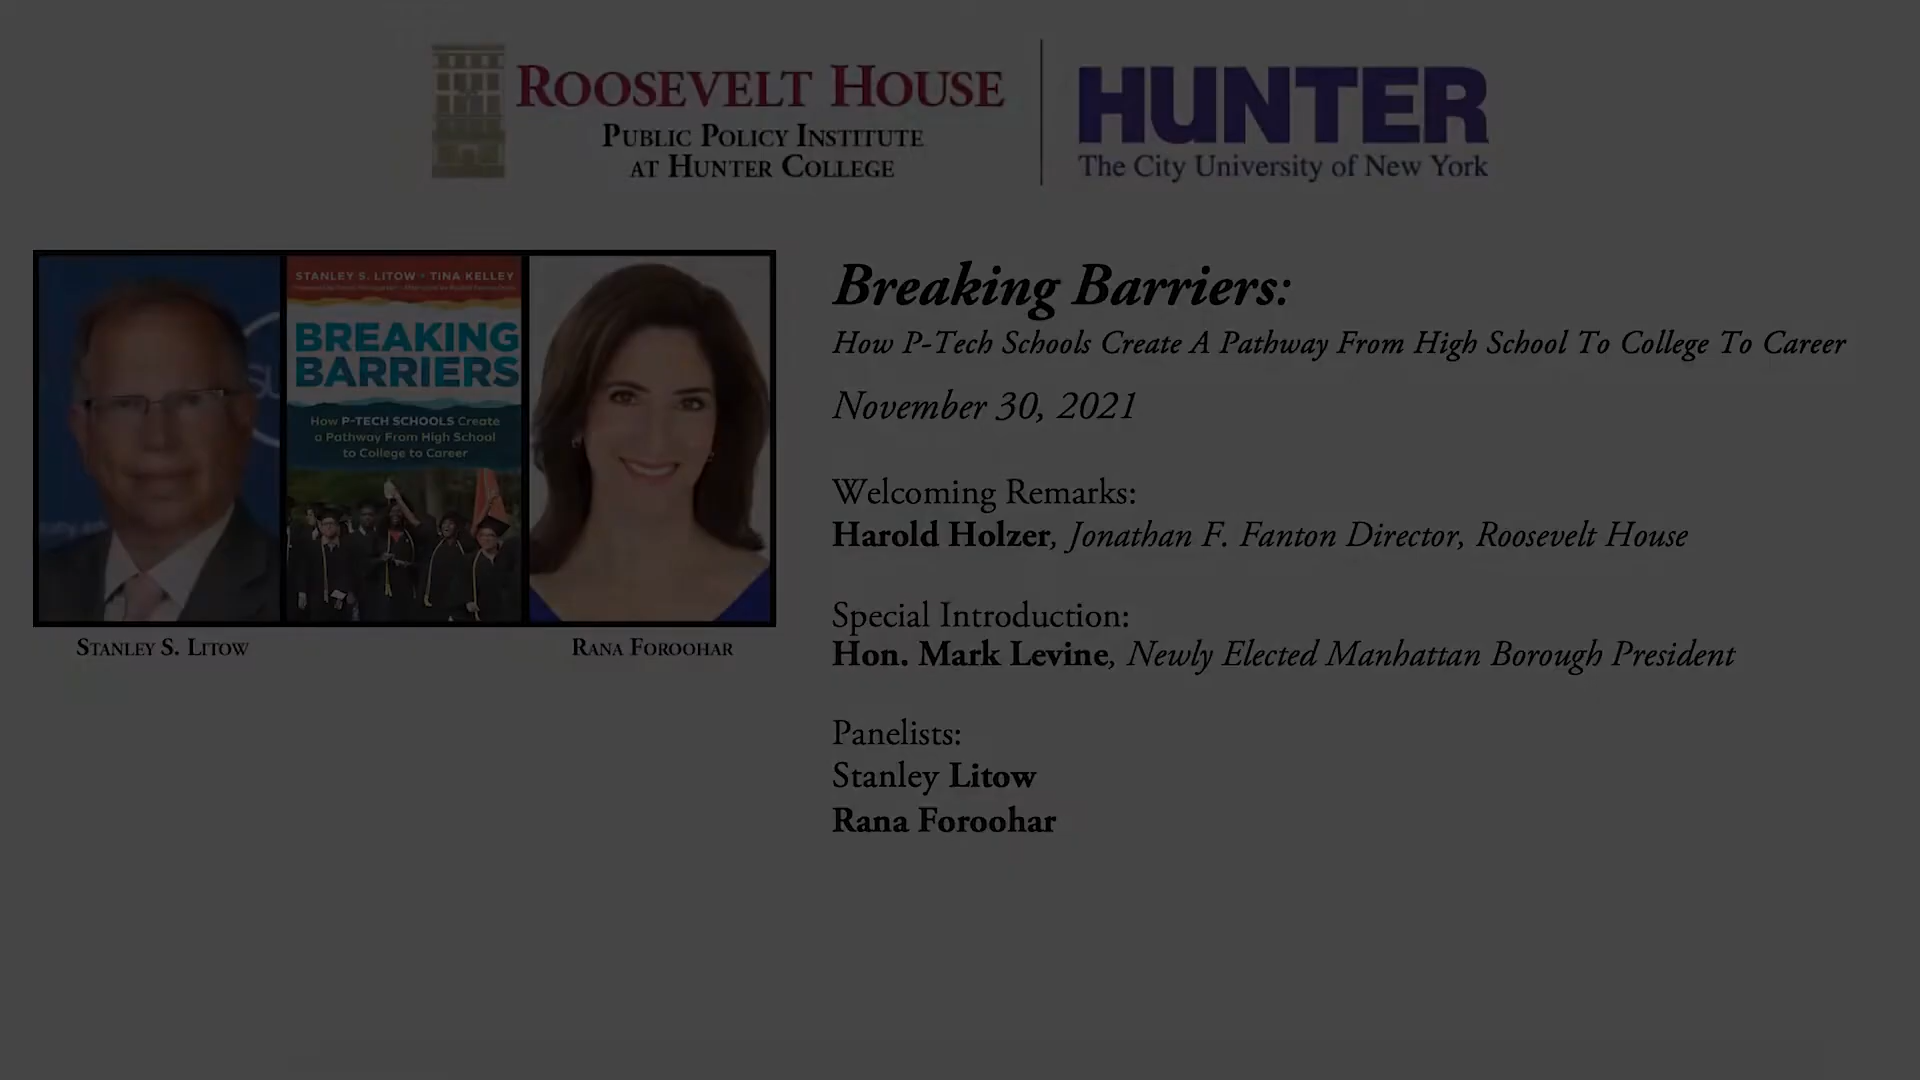 ROOSEVELT HOUSE
PUBLIC POLICY INSTITUTE
AT HUNTER COLLEGE
HUNTER
The City University of New York
STANLEY S. LITOW • TINA KELLEY
BREAKING
BARRIERS
How P-TECH SCHOOLS Create
a Pathway From High School
to College to Career
STANLEY S. LITOW
RANA FOROOHAR
Breaking Barriers:
How P-Tech Schools Create A Pathway From High School To College To Career
November 30, 2021
Welcoming Remarks:
Harold Holzer, Jonathan F. Fanton Director, Roosevelt House
Special Introduction:
Hon. Mark Levine, Newly Elected Manhattan Borough President
Panelists:
Stanley Litow
Rana Foroohar